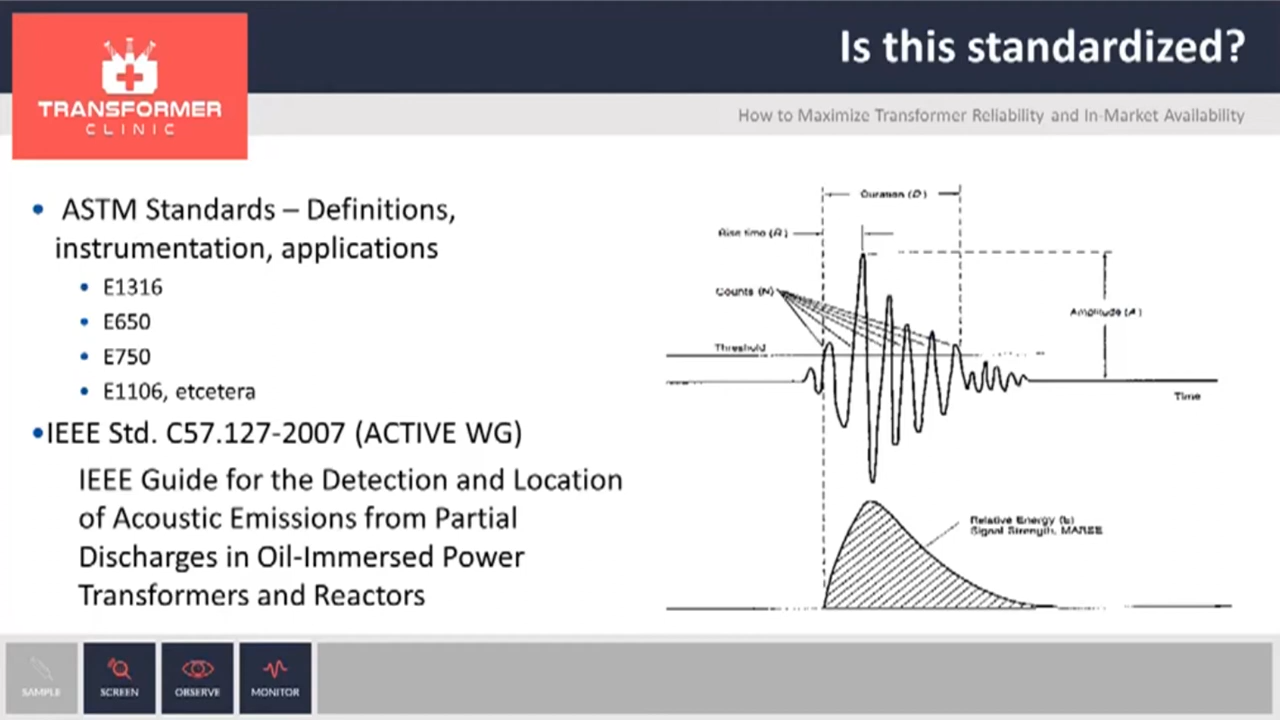 TRANSFORMER
CLINIC
Is this standardized?
How to Maximize Transformer Reliability and In-Market Availability
• ASTM Standards – Definitions,
instrumentation, applications
• E1316
• E650
• E750
• E1106, etcetera
•IEEE Std. C57.127-2007 (ACTIVE WG)
IEEE Guide for the Detection and Location
of Acoustic Emissions from Partial
Discharges in Oil-Immersed Power
Transformers and Reactors
Duration (D)
Rise time (R)
Counts (N)
Amplitude (A)
Threshold
Time
Relative Energy (E)
Signal Strength, MARSE
SAMPLE
SCREEN
OBSERVE
MONITOR